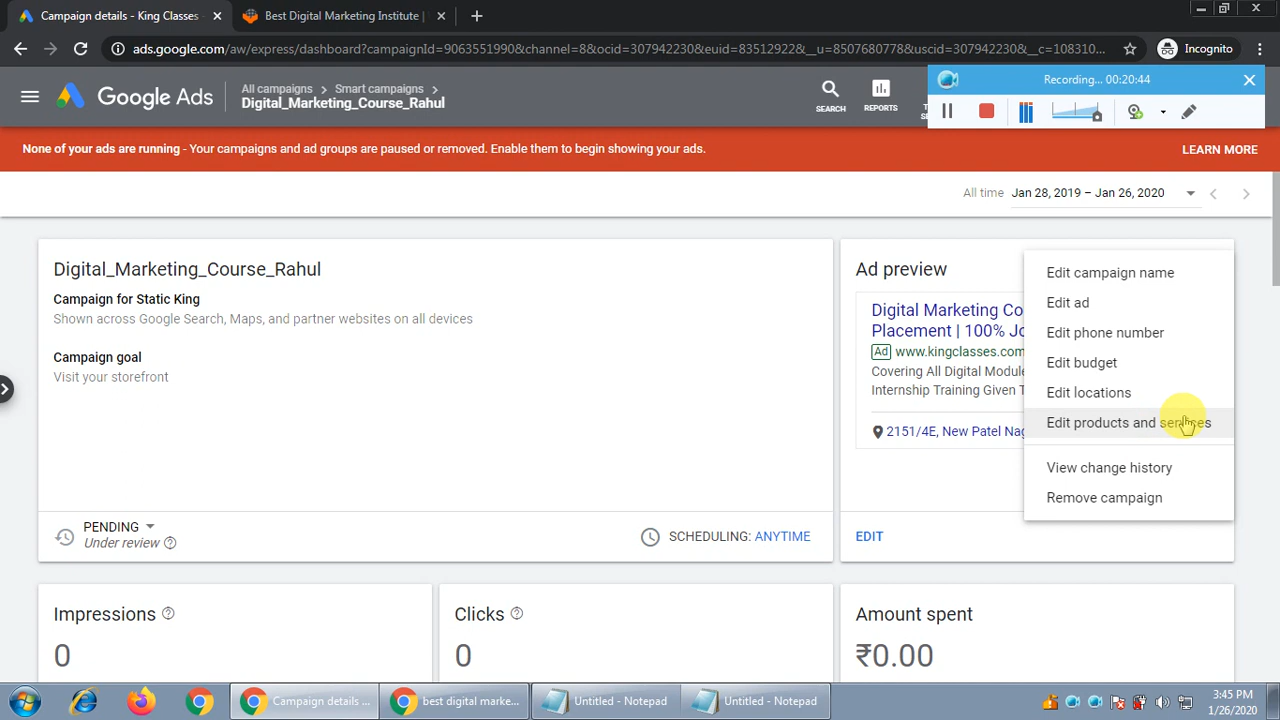 Campaign details - King Classes -
Best Digital Marketing Institute |
ads.google.com/aw/express/dashboard?campaignId=9063551990&channel=8&ocid=307942230&euid=83512922&__u=8507680778&uscid=307942230&__c=108310...
Incognito
Recording... 00:20:44
Google Ads
All campaigns > Smart campaigns >
Digital_Marketing_Course_Rahul
SEARCH
REPORTS
None of your ads are running - Your campaigns and ad groups are paused or removed. Enable them to begin showing your ads.
LEARN MORE
All time Jan 28, 2019 – Jan 26, 2020
Digital_Marketing_Course_Rahul
Campaign for Static King
Shown across Google Search, Maps, and partner websites on all devices
Campaign goal
Visit your storefront
PENDING
Under review
SCHEDULING: ANYTIME
Ad preview
Digital Marketing Co
Placement | 100% Jo
Ad www.kingclasses.com
Covering All Digital Module
Internship Training Given T
2151/4E, New Patel Nag
EDIT
Edit campaign name
Edit ad
Edit phone number
Edit budget
Edit locations
Edit products and services
View change history
Remove campaign
Impressions
0
Clicks
0
Amount spent
₹0.00
Campaign details ...
best digital marke...
Untitled - Notepad
Untitled - Notepad
3:45 PM
1/26/2020